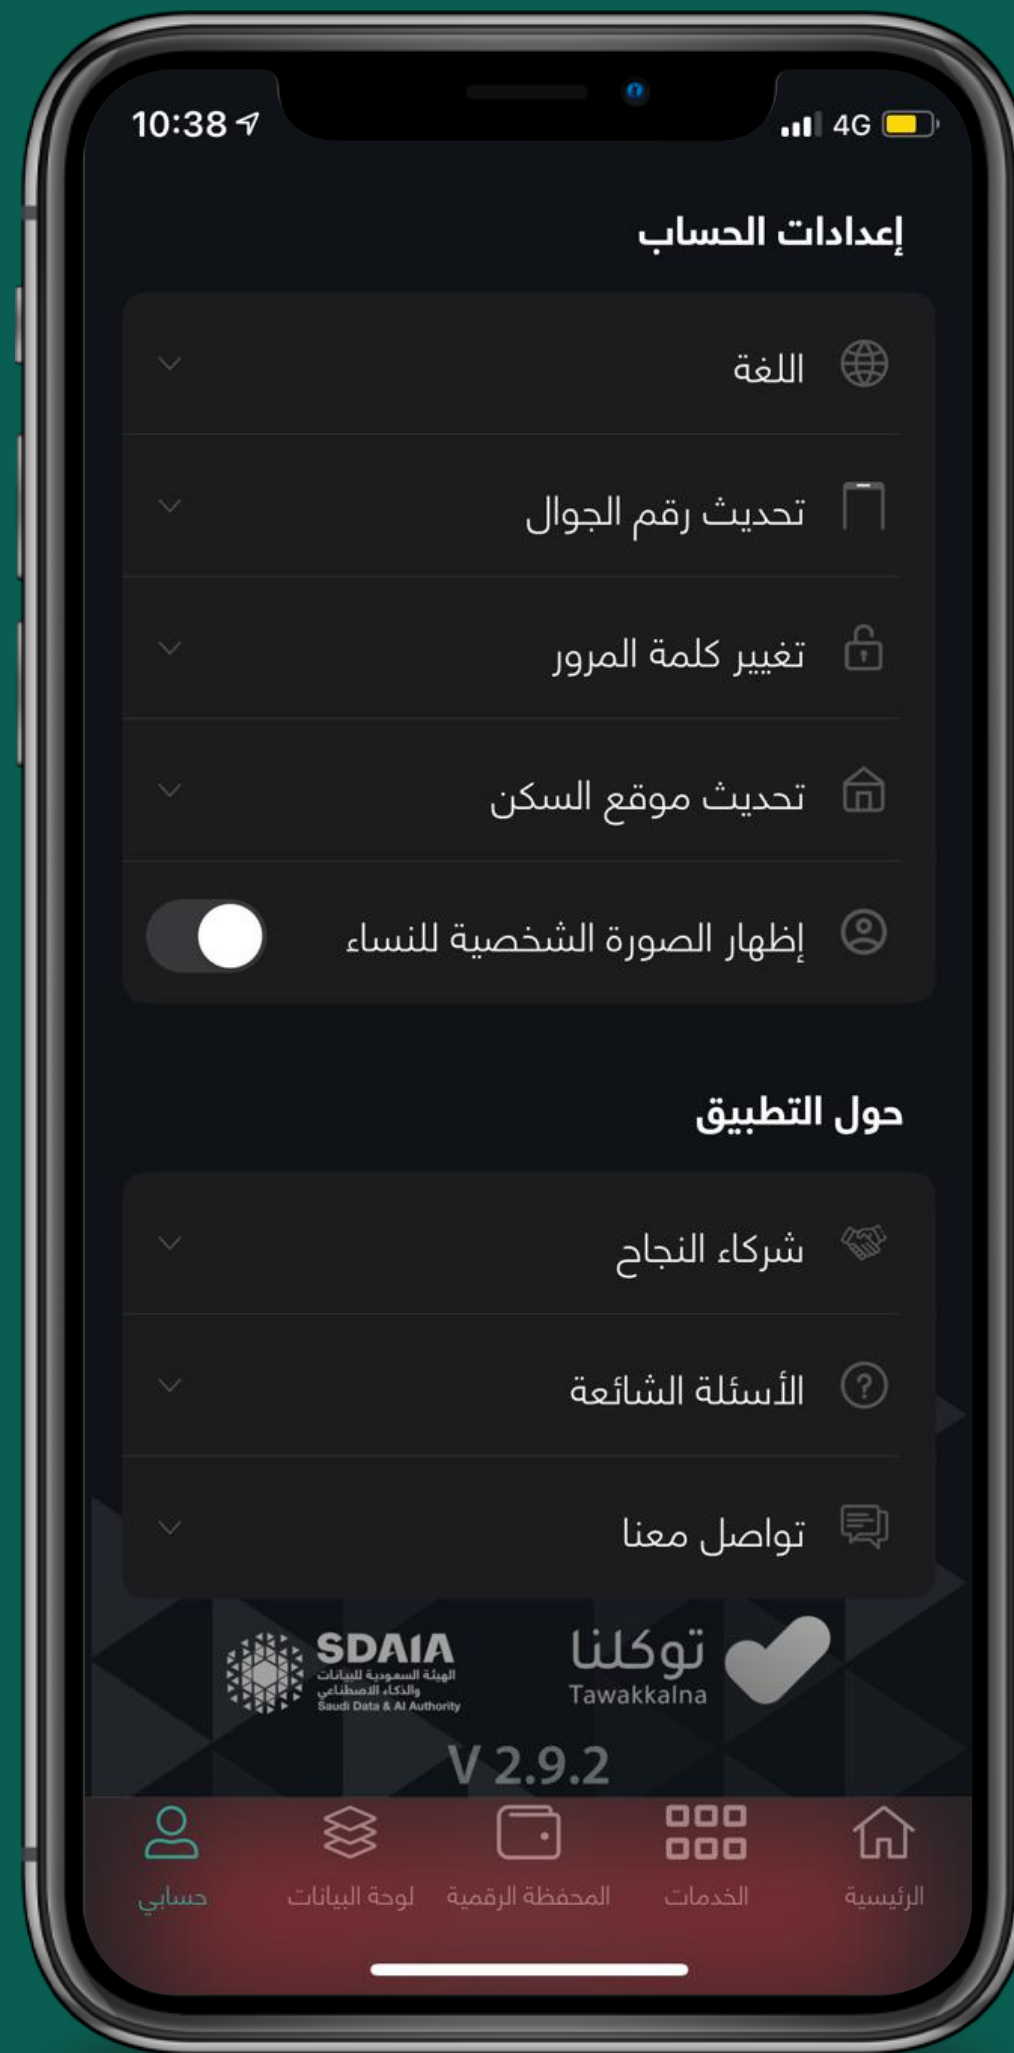 10:38
4G
إعدادات الحساب
اللغة
تحديث رقم الجوال
تغيير كلمة المرور
تحديث موقع السكن
إظهار الصورة الشخصية للنساء
حول التطبيق
شركاء النجاح
الأسئلة الشائعة
تواصل معنا
توكلنا
Tawakkalna
SDAIA
الهيئة السعودية للبيانات
والذكاء الاصطناعي
Saudi Data & AI Authority
V 2.9.2
الرئيسية
الخدمات
المحفظة الرقمية
لوحة البيانات
حسابي